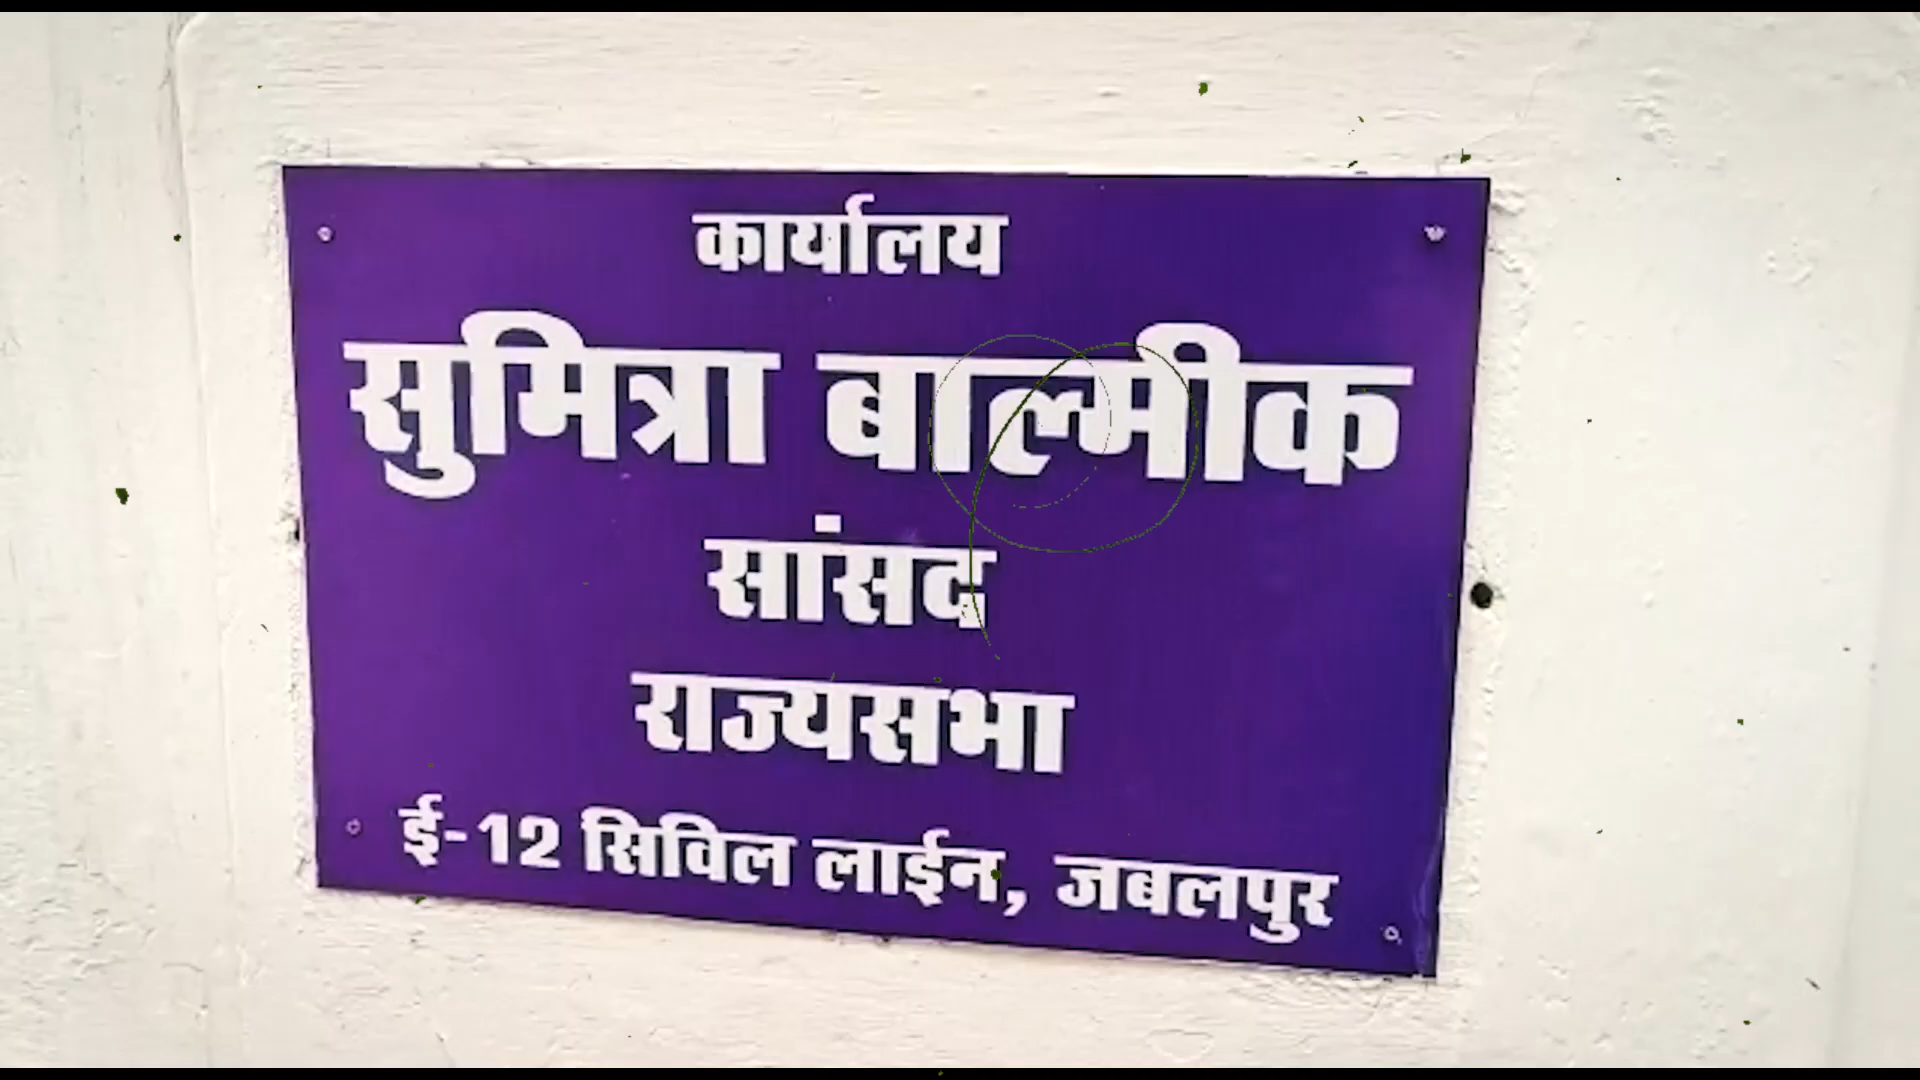 कार्यालय
सुमित्रा बाल्मीक
सांसद
राज्यसभा
ई-12 सिविल लाईन, जबलपुर